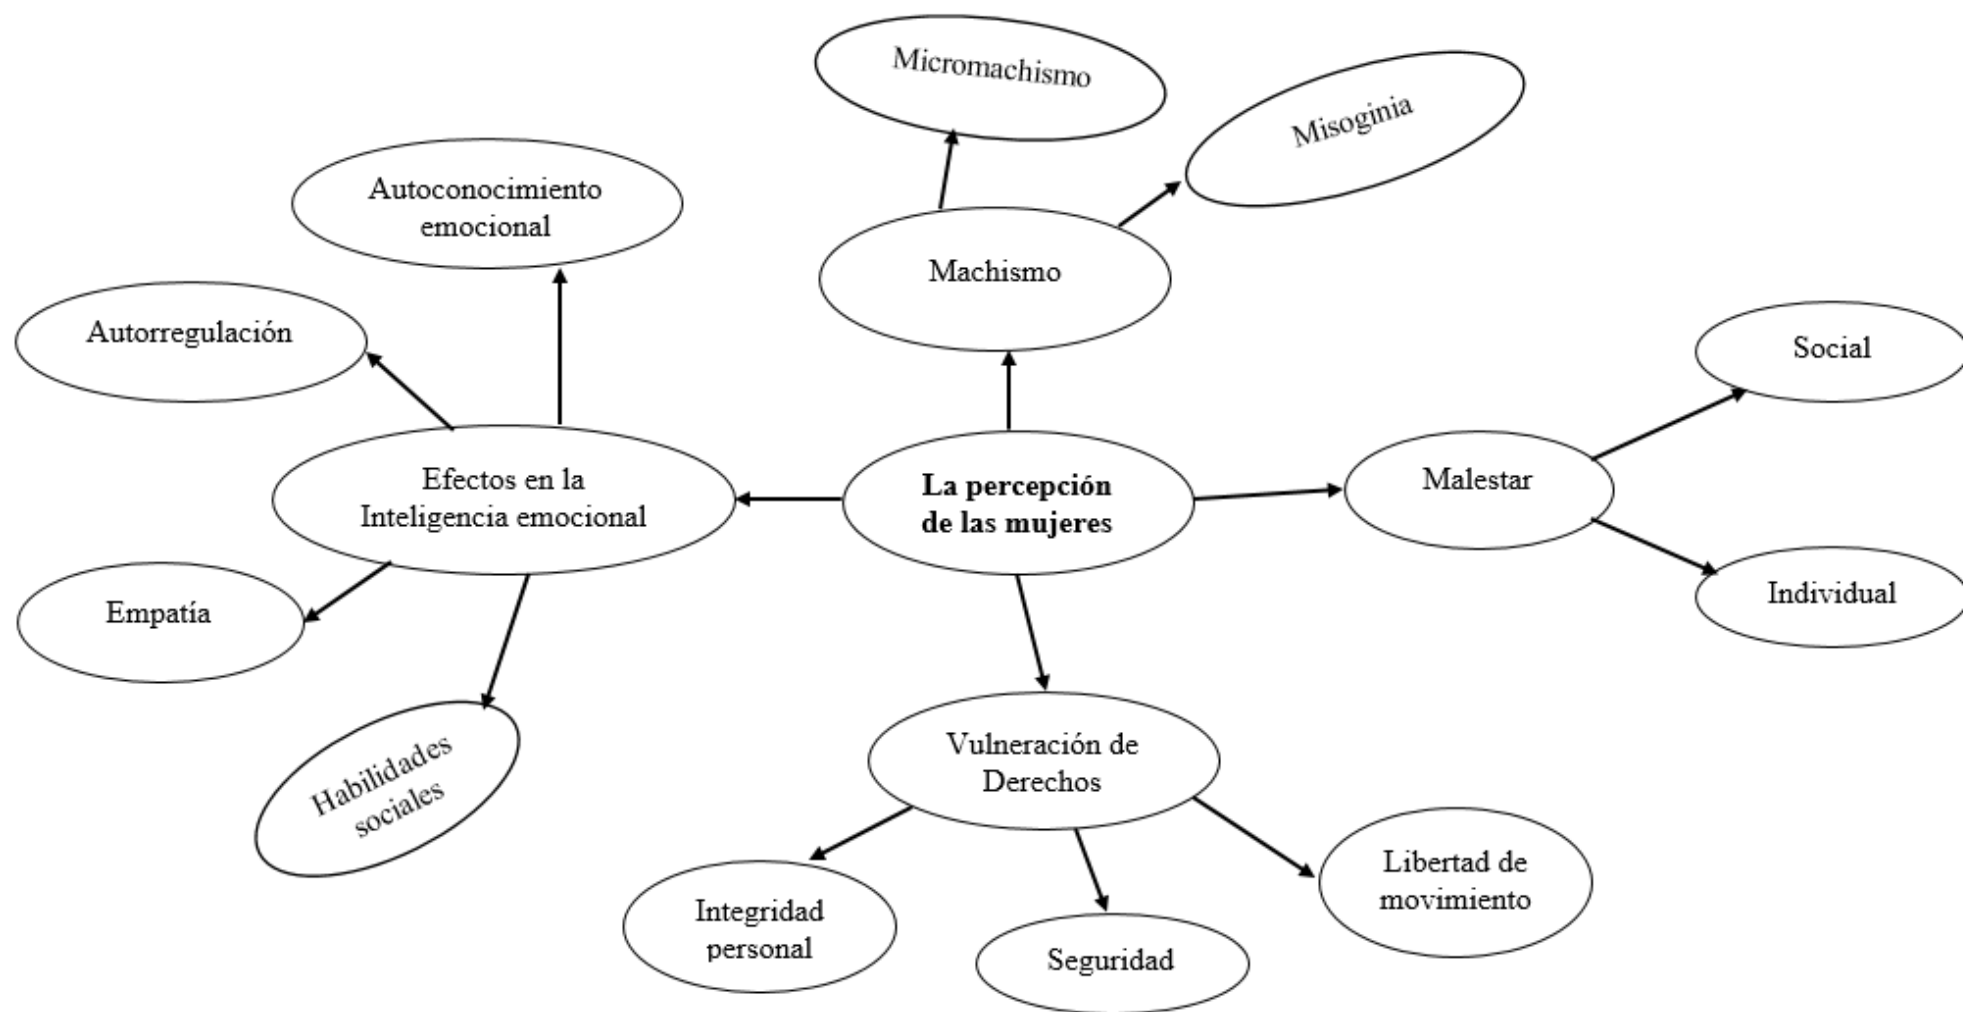 Micromachismo
Misoginia
Autoconocimiento
emocional
Machismo
Autorregulación
Social
Efectos en la
Inteligencia emocional
La percepción
de las mujeres
Malestar
Empatía
Individual
Habilidades
sociales
Vulneración de
Derechos
Integridad
personal
Seguridad
Libertad de
movimiento